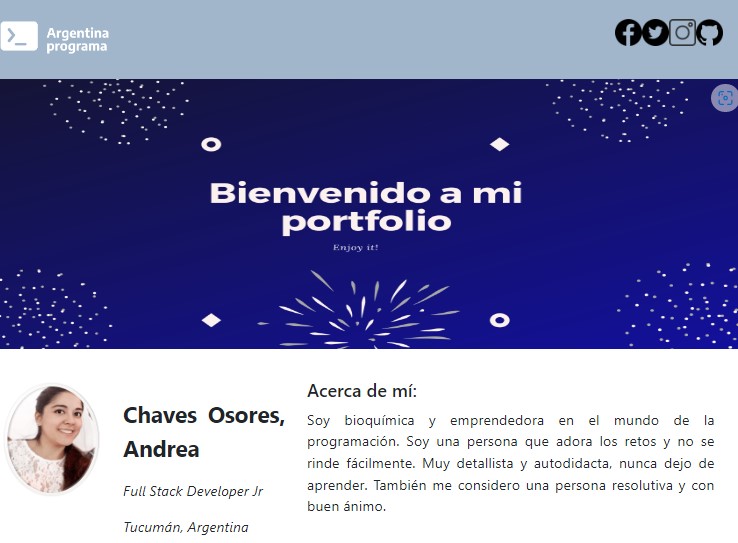 Argentina
programa
Bienvenido a mi
portfolio
Enjoy it!
Chaves Osores,
Andrea
Full Stack Developer Jr
Tucumán, Argentina
Acerca de mí:
Soy bioquímica y emprendedora en el mundo de la
programación. Soy una persona que adora los retos y no se
rinde fácilmente. Muy detallista y autodidacta, nunca dejo de
aprender. También me considero una persona resolutiva y con
buen ánimo.